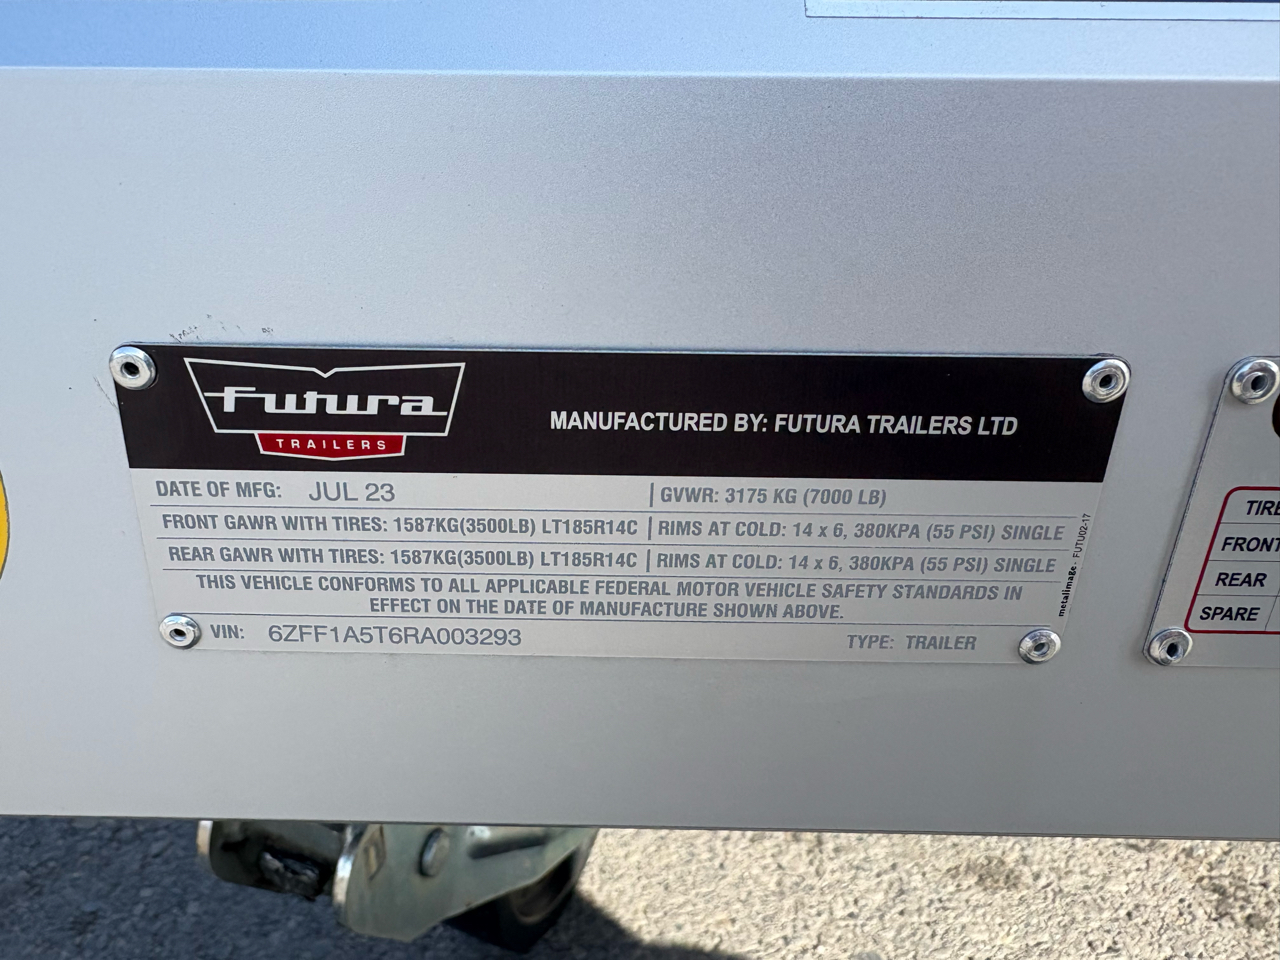 Futura
TRAILERS
MANUFACTURED BY: FUTURA TRAILERS LTD
DATE OF MFG: JUL 23 | GVWR: 3175 KG (7000 LB)
FRONT GAWR WITH TIRES: 1587KG(3500LB) LT185R14C | RIMS AT COLD: 14 x 6, 380KPA (55 PSI) SINGLE
REAR GAWR WITH TIRES: 1587KG(3500LB) LT185R14C | RIMS AT COLD: 14 x 6, 380KPA (55 PSI) SINGLE
THIS VEHICLE CONFORMS TO ALL APPLICABLE FEDERAL MOTOR VEHICLE SAFETY STANDARDS IN
EFFECT ON THE DATE OF MANUFACTURE SHOWN ABOVE.
VIN: 6ZFF1A5T6RA003293 TYPE: TRAILER
metalimage - FUTU02-17
TIRE
FRONT
REAR
SPARE